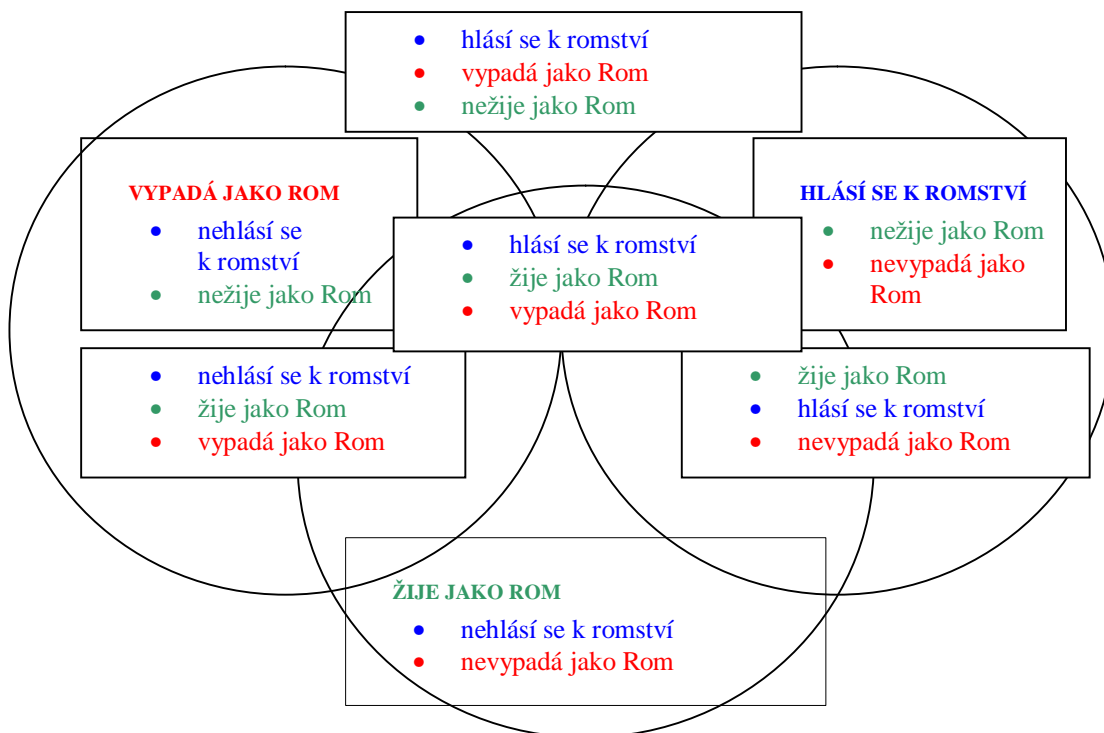 • hlásí se k romství
• vypadá jako Rom
• nežije jako Rom
VYPADÁ JAKO ROM
• nehlásí se
k romství
• nežije jako Rom
HLÁSÍ SE K ROMSTVÍ
• nežije jako Rom
• nevypadá jako
Rom
• hlásí se k romství
• žije jako Rom
• vypadá jako Rom
• nehlásí se k romství
• žije jako Rom
• vypadá jako Rom
• žije jako Rom
• hlásí se k romství
• nevypadá jako Rom
ŽIJE JAKO ROM
• nehlásí se k romství
• nevypadá jako Rom